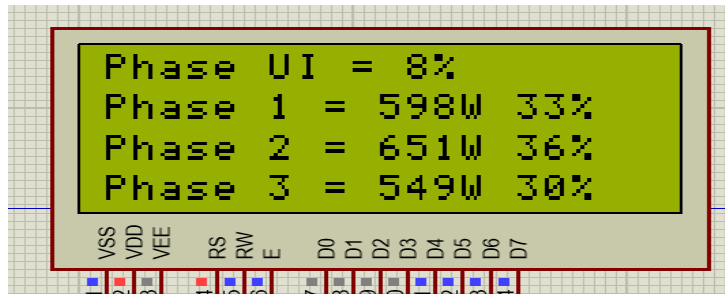 Phase UI = 8%
Phase 1 = 598W 33%
Phase 2 = 651W 36%
Phase 3 = 549W 30%
VSS VDD VEE RS RW E D0 D1 D2 D3 D4 D5 D6 D7